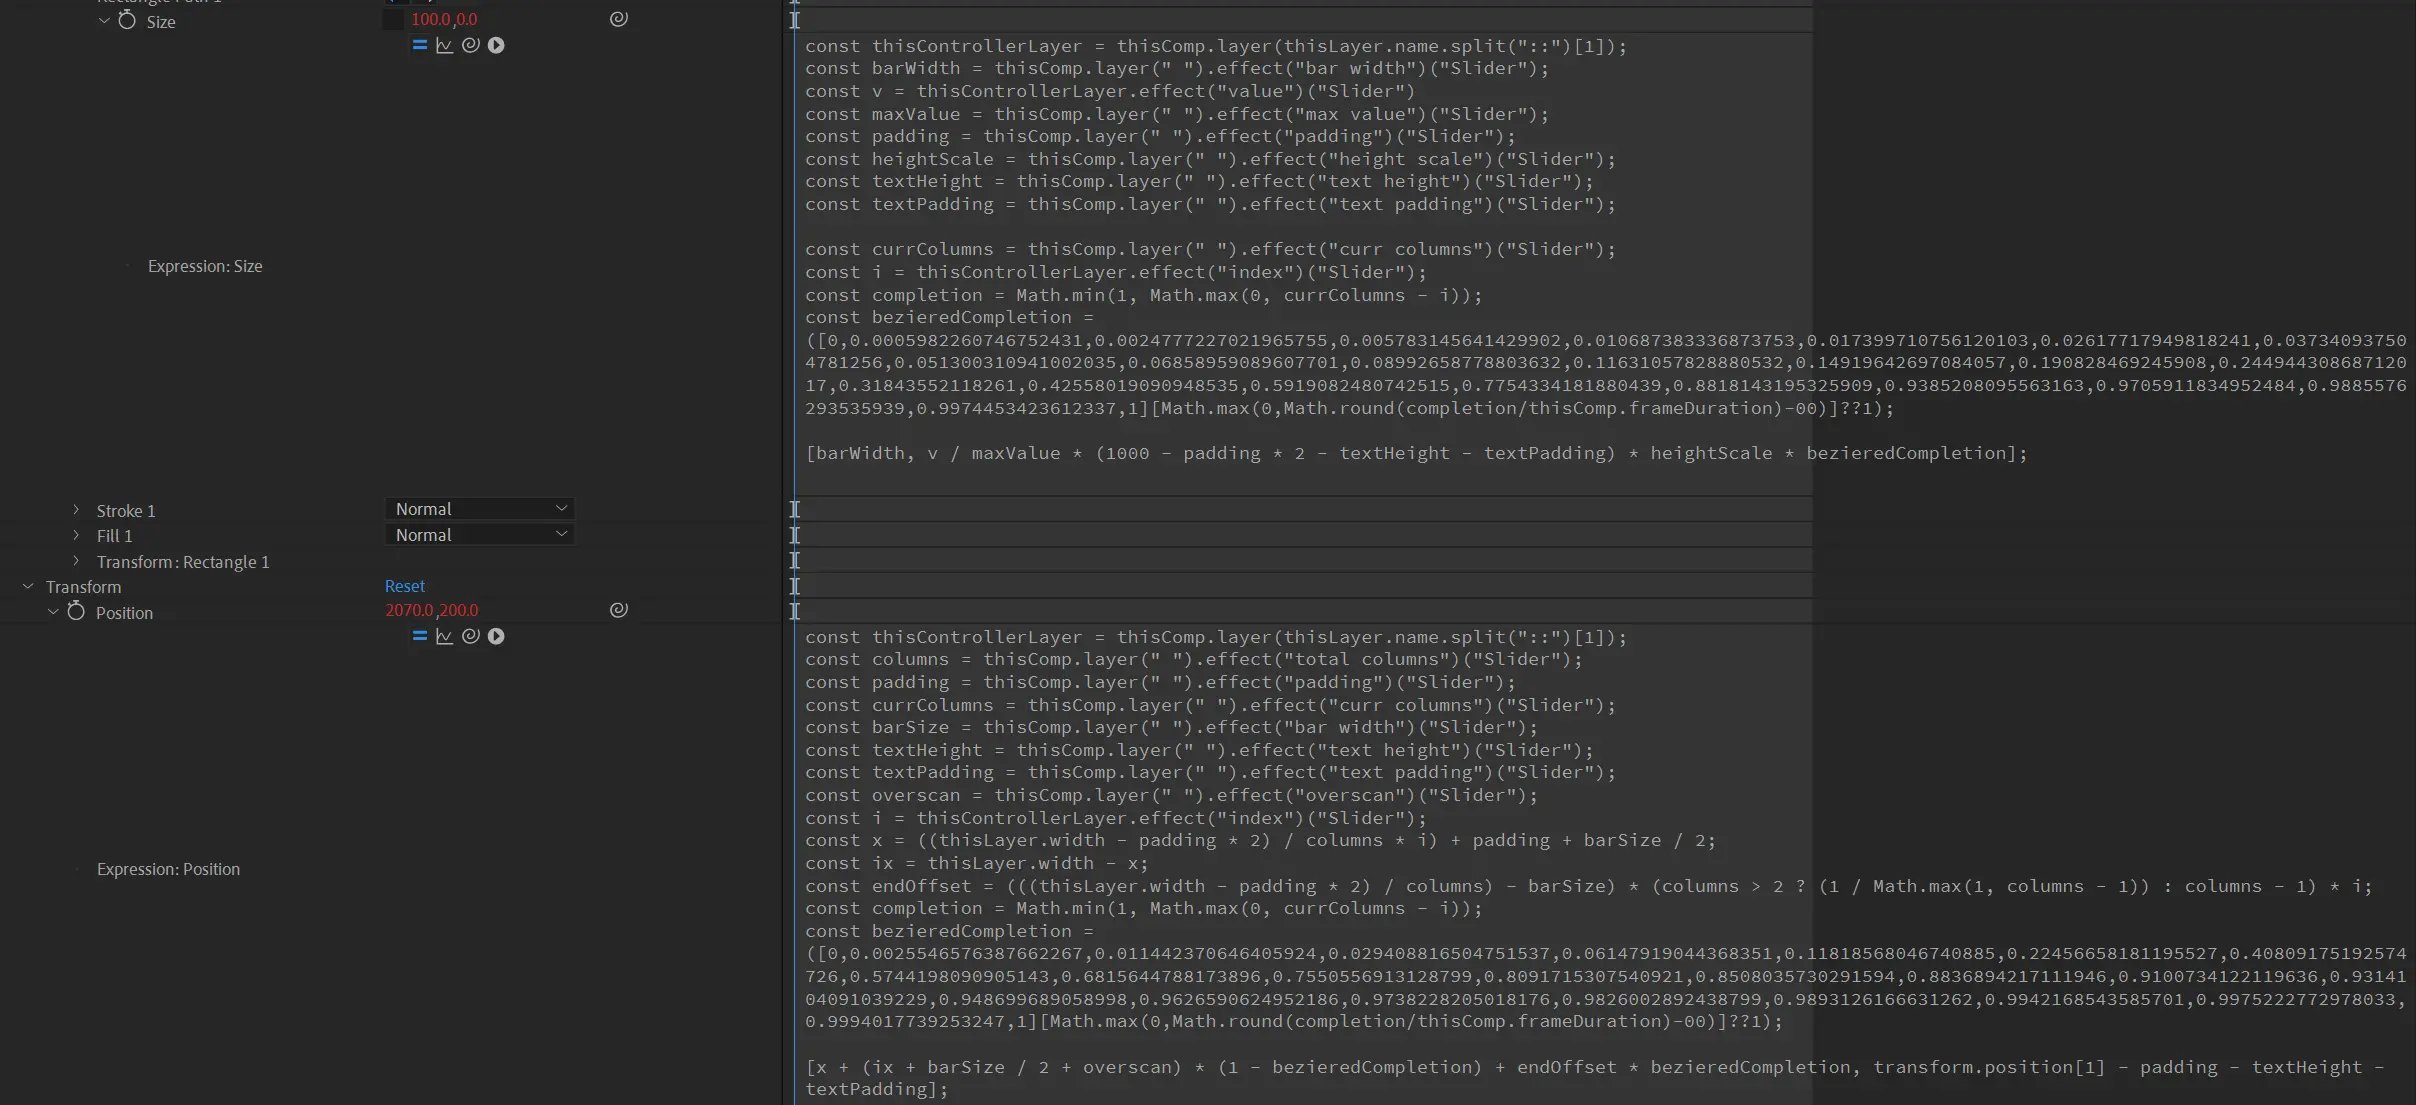 Size
100.0,0.0
const thisControllerLayer = thisComp.layer(thisLayer.name.split("::")[1]);
const barWidth = thisComp.layer(" ").effect("bar width")("Slider");
const v = thisControllerLayer.effect("value")("Slider")
const maxValue = thisComp.layer(" ").effect("max value")("Slider");
const padding = thisComp.layer(" ").effect("padding")("Slider");
const heightScale = thisComp.layer(" ").effect("height scale")("Slider");
const textHeight = thisComp.layer(" ").effect("text height")("Slider");
const textPadding = thisComp.layer(" ").effect("text padding")("Slider");
const currColumns = thisComp.layer(" ").effect("curr columns")("Slider");
Expression: Size
const i = thisControllerLayer.effect("index")("Slider");
const completion = Math.min(1, Math.max(0, currColumns - i));
const bezieredCompletion =
([0,0.0005982260746752431,0.0024777227021965755,0.005783145641429902,0.010687383336873753,0.017399710756120103,0.02617717949818241,0.03734093750
4781256,0.051300310941002035,0.06858959089607701,0.08992658778803632,0.11631057828880532,0.14919642697084057,0.190828469245908,0.244944308687120
17,0.31843552118261,0.42558019090948535,0.5919082480742515,0.7754334181880439,0.8818143195325909,0.9385208095563163,0.9705911834952484,0.9885576
293535939,0.9974453423612337,1][Math.max(0,Math.round(completion/thisComp.frameDuration)-00)]??1);
[barWidth, v / maxValue * (1000 - padding * 2 - textHeight - textPadding) * heightScale * bezieredCompletion];
Stroke 1
Normal
Fill 1
Normal
Transform: Rectangle 1
Transform
Reset
Position
2070.0,200.0
const thisControllerLayer = thisComp.layer(thisLayer.name.split("::")[1]);
const columns = thisComp.layer(" ").effect("total columns")("Slider");
const padding = thisComp.layer(" ").effect("padding")("Slider");
const currColumns = thisComp.layer(" ").effect("curr columns")("Slider");
const barSize = thisComp.layer(" ").effect("bar width")("Slider");
const textHeight = thisComp.layer(" ").effect("text height")("Slider");
const textPadding = thisComp.layer(" ").effect("text padding")("Slider");
const overscan = thisComp.layer(" ").effect("overscan")("Slider");
const i = thisControllerLayer.effect("index")("Slider");
const x = ((thisLayer.width - padding * 2) / columns * i) + padding + barSize / 2;
const ix = thisLayer.width - x;
Expression: Position
const endOffset = (((thisLayer.width - padding * 2) / columns) - barSize) * (columns > 2 ? (1 / Math.max(1, columns - 1)) : columns - 1) * i;
const completion = Math.min(1, Math.max(0, currColumns - i));
const bezieredCompletion =
([0,0.0025546576387662267,0.011442370646405924,0.029408816504751537,0.06147919044368351,0.11818568046740885,0.22456658181195527,0.40809175192574
726,0.5744198090905143,0.6815644788173896,0.7550556913128799,0.8091715307540921,0.8508035730291594,0.8836894217111946,0.9100734122119636,0.93141
04091039229,0.948699689058998,0.9626590624952186,0.9738228205018176,0.9826002892438799,0.9893126166631262,0.9942168543585701,0.9975222772978033,
0.9994017739253247,1][Math.max(0,Math.round(completion/thisComp.frameDuration)-00)]??1);
[x + (ix + barSize / 2 + overscan) * (1 - bezieredCompletion) + endOffset * bezieredCompletion, transform.position[1] - padding - textHeight -
textPadding];